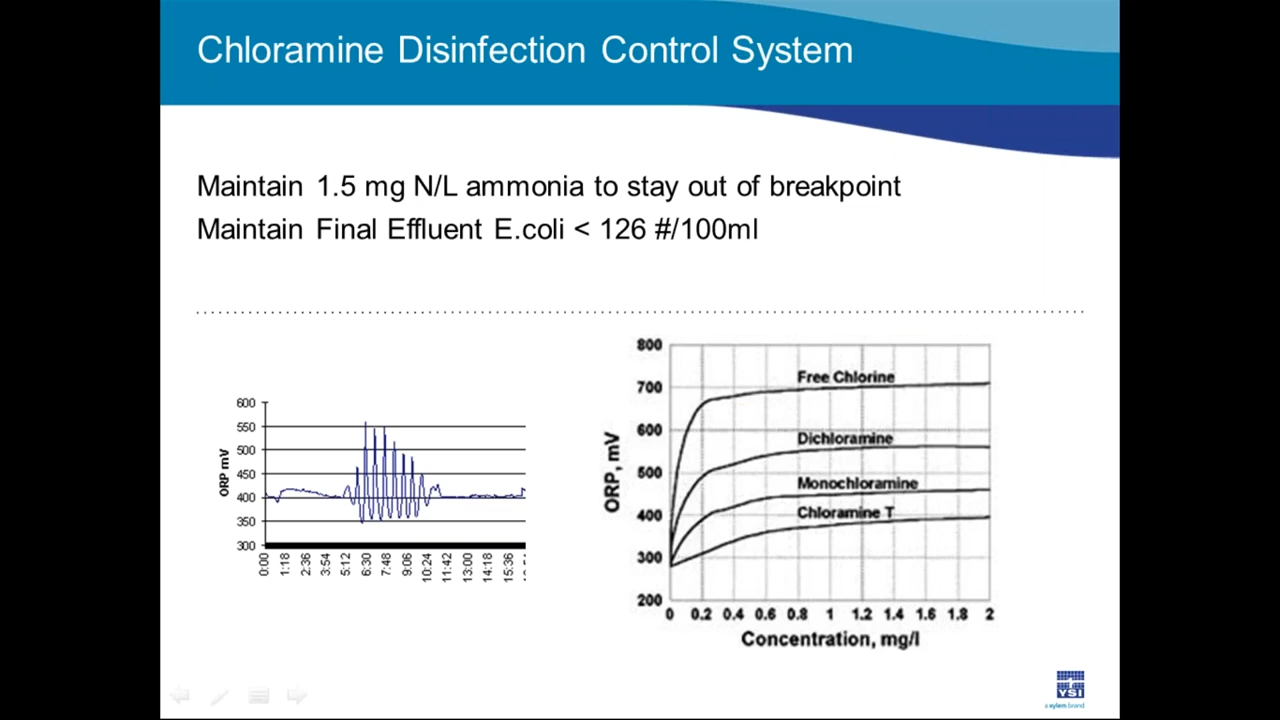 Chloramine Disinfection Control System
Maintain 1.5 mg N/L ammonia to stay out of breakpoint
Maintain Final Effluent E.coli < 126 #/100ml
600
550
500
450
400
350
300
ORP mV
0:00
1:18
2:36
3:54
5:12
6:30
7:48
9:06
10:24
11:42
13:00
14:18
15:36
800
700
600
500
400
300
200
ORP, mV
Free Chlorine
Dichloramine
Monochloramine
Chloramine T
0 0.2 0.4 0.6 0.8 1 1.2 1.4 1.6 1.8 2
Concentration, mg/l
YSI
a xylem brand